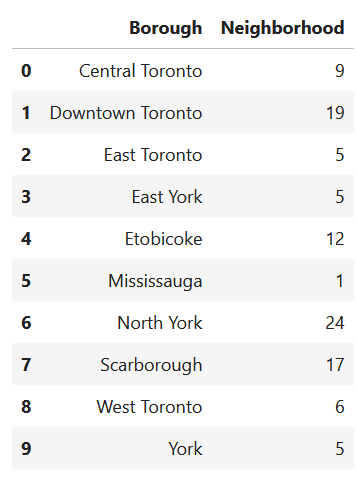 Borough Neighborhood
0 Central Toronto 9
1 Downtown Toronto 19
2 East Toronto 5
3 East York 5
4 Etobicoke 12
5 Mississauga 1
6 North York 24
7 Scarborough 17
8 West Toronto 6
9 York 5